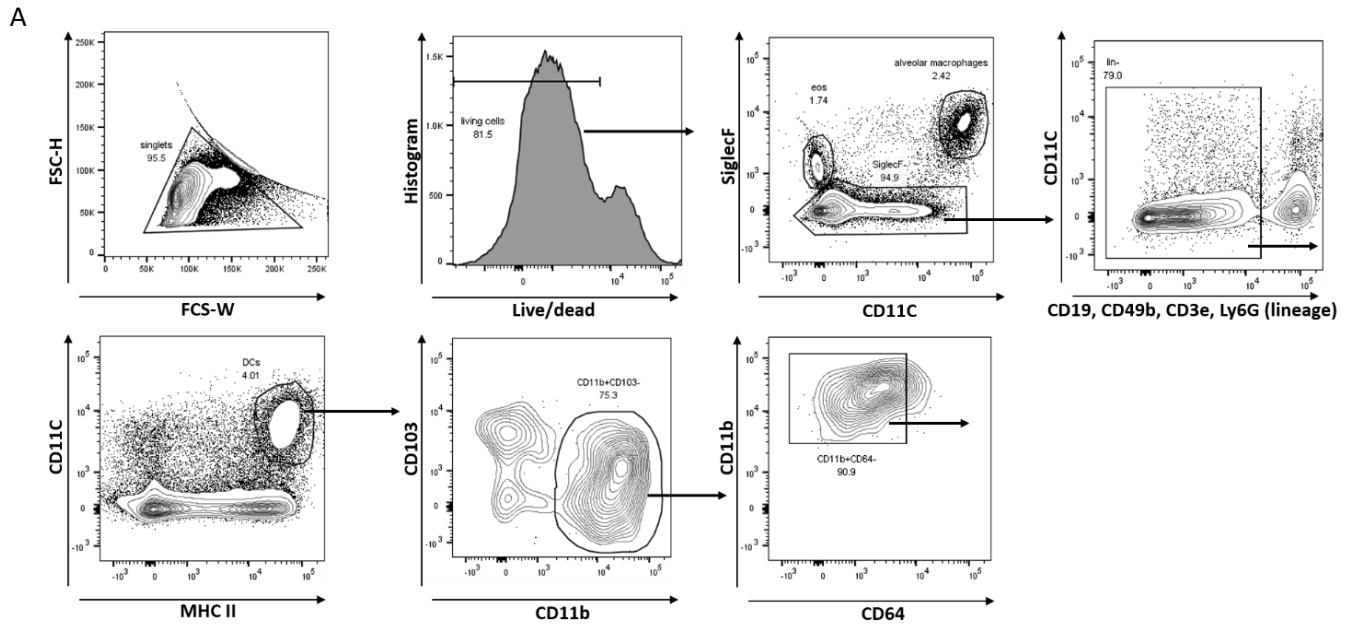 A
250K
200K
150K
100K
50K
0
singlets
95.5
0
50K
100K
150K
200K
250K
FSC-H
FCS-W
1.5K
1.0K
500
0
living cells
81.5
0
10^4
10^5
Histogram
Live/dead
10^5
10^4
10^3
0
-10^3
eos
1.74
alveolar macrophages
2.42
SiglecF-
94.9
-10^3
0
10^3
10^4
10^5
SiglecF
CD11C
10^5
10^4
10^3
0
-10^3
lin-
79.0
-10^3
0
10^3
10^4
10^5
CD11C
CD19, CD49b, CD3e, Ly6G (lineage)
10^5
10^4
10^3
0
-10^3
DCs
4.01
-10^3
0
10^3
10^4
10^5
CD11C
MHC II
10^5
10^4
10^3
0
-10^3
CD11b+CD103-
75.3
-10^3
0
10^3
10^4
10^5
CD103
CD11b
10^5
10^4
10^3
0
-10^3
CD11b+CD64-
90.9
-10^3
0
10^3
10^4
10^5
CD11b
CD64